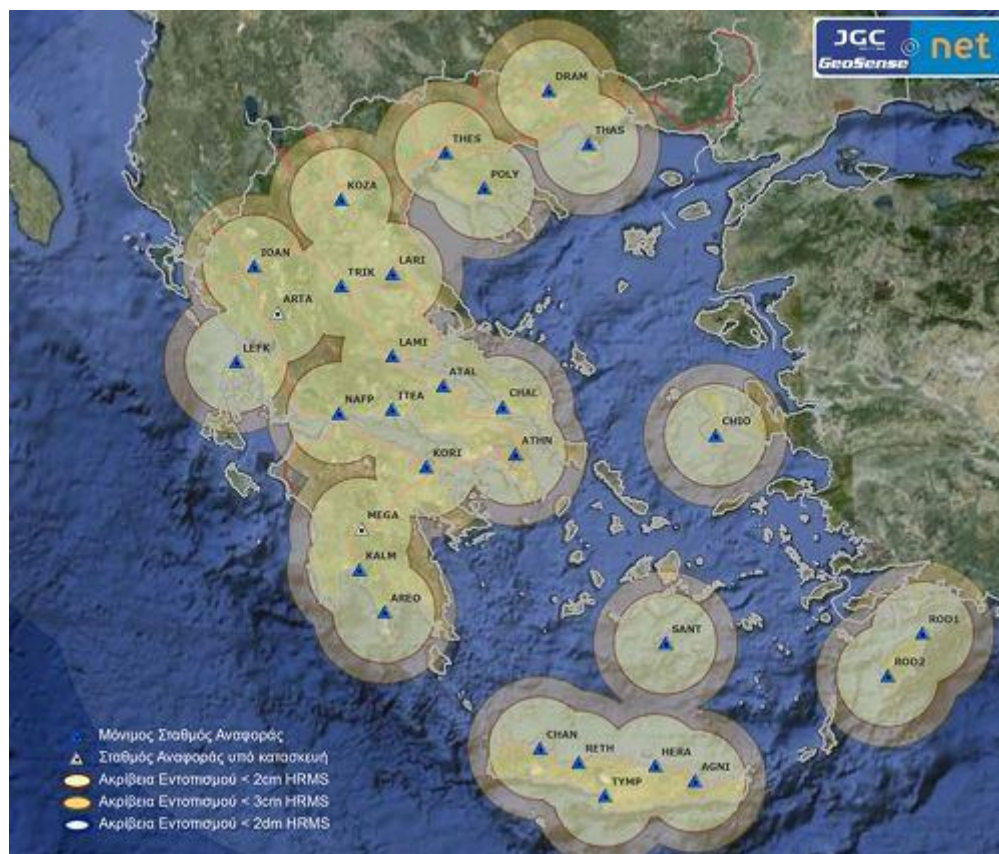 JGC net
GeoSense
DRAM
THAS
THES
POLY
KOZA
IOAN
LARI
TRIK
ARTA
LEFK
LAMI
ATAL
NAFP
ITEA
CHAL
CHIO
ATHN
KORI
MEGA
KALM
AREO
SANT
ROD1
ROD2
CHAN
RETH
HERA
AGNI
TYMP
Μόνιμος Σταθμός Αναφοράς
Σταθμός Αναφοράς υπό κατασκευή
Ακρίβεια Εντοπισμού < 2cm HRMS
Ακρίβεια Εντοπισμού < 3cm HRMS
Ακρίβεια Εντοπισμού < 2dm HRMS